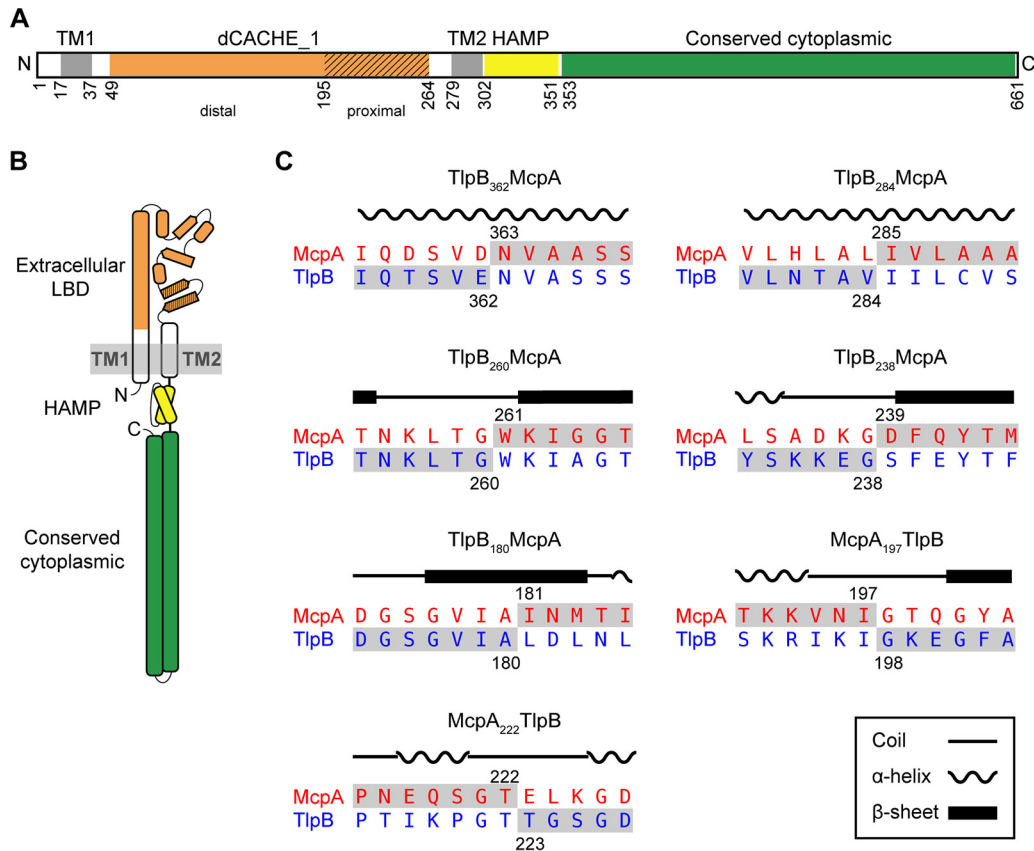 A
TM1 dCACHE_1 TM2 HAMP Conserved cytoplasmic
N C
1 17 37 49 195 264 279 302 351 353 661
distal proximal
B
Extracellular
LBD
TM1 TM2
N
HAMP
C
Conserved
cytoplasmic
C
TlpB362McpA
363
McpA I Q D S V D N V A A S S
TlpB I Q T S V E N V A S S S
362
TlpB284McpA
285
McpA V L H L A L I V L A A A
TlpB V L N T A V I I L C V S
284
TlpB260McpA
261
McpA T N K L T G W K I G G T
TlpB T N K L T G W K I A G T
260
TlpB238McpA
239
McpA L S A D K G D F Q Y T M
TlpB Y S K K E G S F E Y T F
238
TlpB180McpA
181
McpA D G S G V I A I N M T I
TlpB D G S G V I A L D L N L
180
McpA197TlpB
197
McpA T K K V N I G T Q G Y A
TlpB S K R I K I G K E G F A
198
McpA222TlpB
222
McpA P N E Q S G T E L K G D
TlpB P T I K P G T T G S G D
223
Coil
α-helix
β-sheet